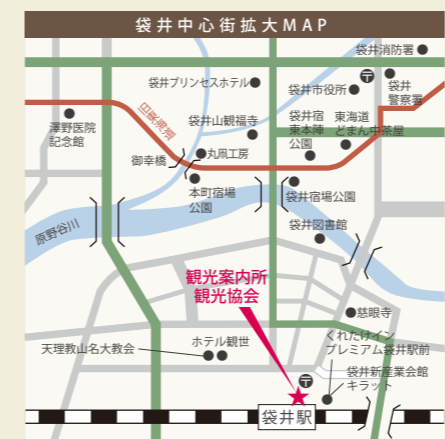 袋井中心街拡大MAP
袋井消防署
袋井プリンセスホテル
袋井市役所
〒
袋井
警察署
澤野医院
記念館
旧東海道
袋井山観福寺
袋井宿
東本陣
公園
東海道
どまん中茶屋
御幸橋
丸凧工房
本町宿場
公園
袋井宿場公園
原野谷川
袋井図書館
観光案内所
観光協会
慈眼寺
くれたけイン
プレミアム袋井駅前
天理教山名大教会
ホテル観世
袋井新産業会館
キラット
〒
袋井駅